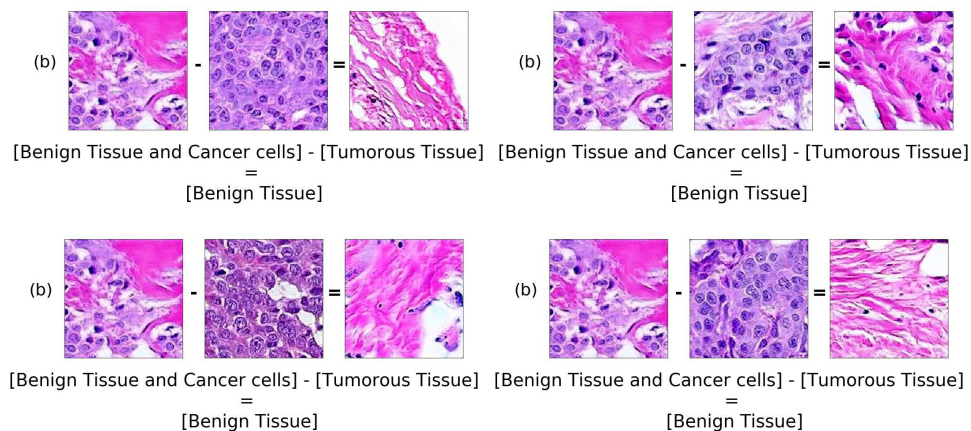 (b) - = (b) - =
[Benign Tissue and Cancer cells] - [Tumorous Tissue] [Benign Tissue and Cancer cells] - [Tumorous Tissue]
= =
[Benign Tissue] [Benign Tissue]
(b) - = (b) - =
[Benign Tissue and Cancer cells] - [Tumorous Tissue] [Benign Tissue and Cancer cells] - [Tumorous Tissue]
= =
[Benign Tissue] [Benign Tissue]